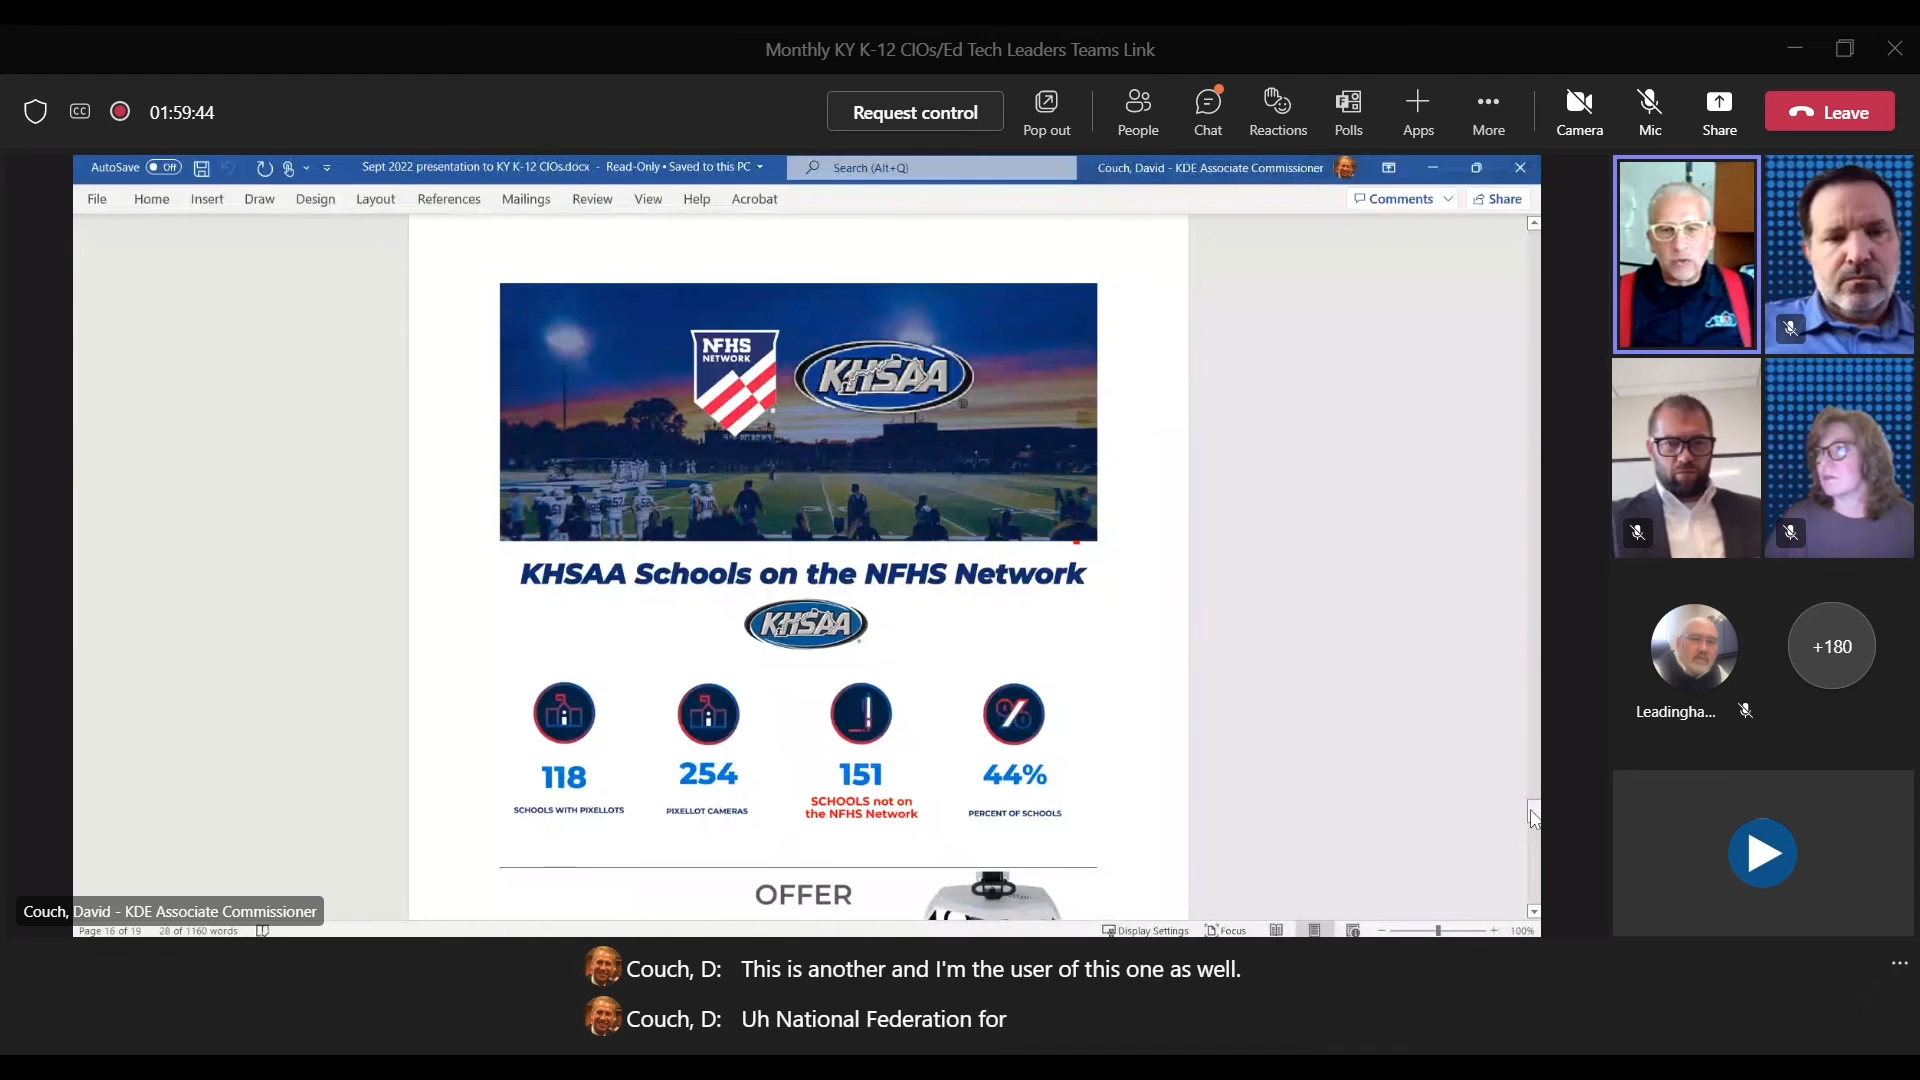 Monthly KY K-12 CIOs/Ed Tech Leaders Teams Link
CC
01:59:44
Request control
Pop out
People
Chat
Reactions
Polls
Apps
More
Camera
Mic
Share
Leave
AutoSave Off
Sept 2022 presentation to KY K-12 CIOs.docx - Read-Only • Saved to this PC
Search (Alt+Q)
Couch, David - KDE Associate Commissioner
File Home Insert Draw Design Layout References Mailings Review View Help Acrobat
Comments
Share
NFHS
NETWORK
KHSAA
KHSAA Schools on the NFHS Network
KHSAA
118
SCHOOLS WITH PIXELLOTS
254
PIXELLOT CAMERAS
151
SCHOOLS not on
the NFHS Network
44%
PERCENT OF SCHOOLS
OFFER
Leadingha...
+180
Couch, David - KDE Associate Commissioner
Page 16 of 19 28 of 1160 words
Display Settings Focus
100%
Couch, D: This is another and I'm the user of this one as well.
Couch, D: Uh National Federation for